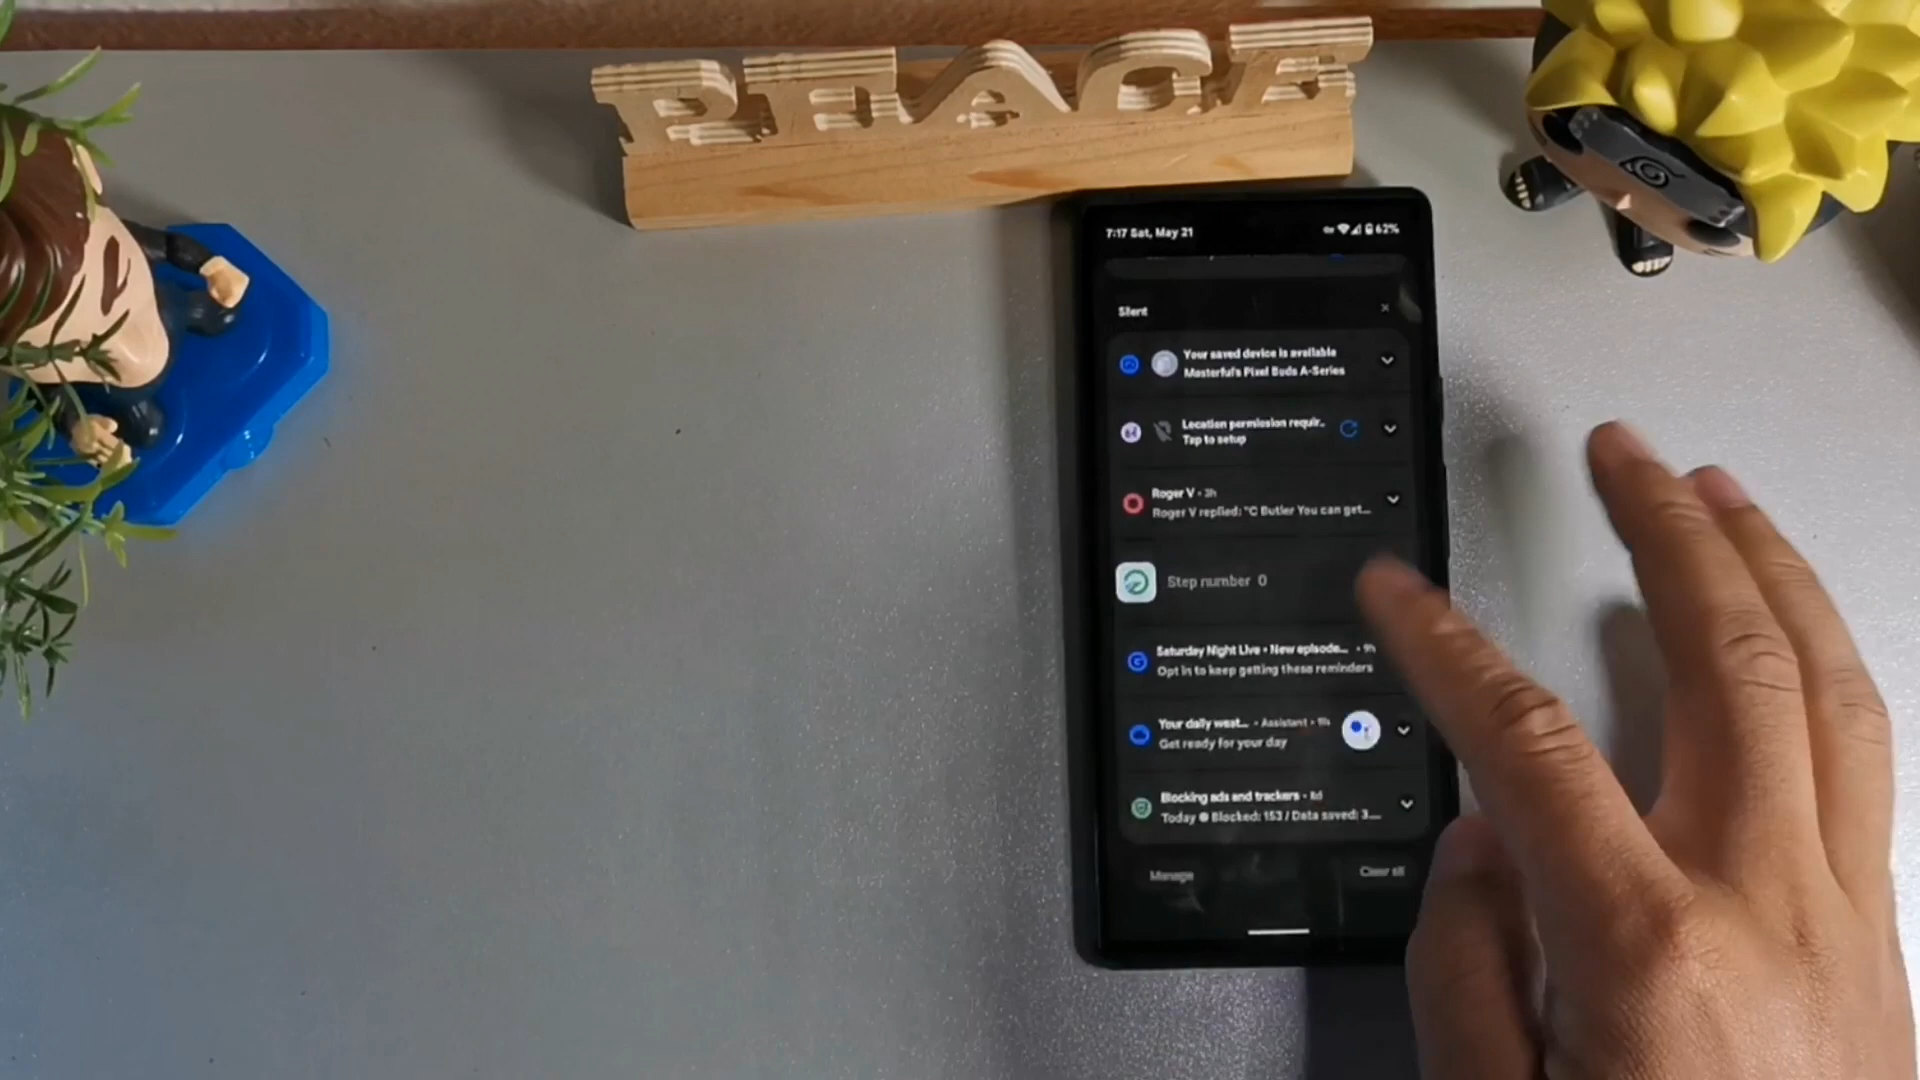 PEACE
7:17 Sat, May 21
62%
Silent
Your saved device is available
Masterful's Pixel Buds A-Series
Location permission requir..
Tap to setup
Roger V • 3h
Roger V replied: "C Butler You can get...
Step number 0
Saturday Night Live • New episode... • 9h
Opt in to keep getting these reminders
Your daily weat... • Assistant • 11h
Get ready for your day
Blocking ads and trackers • 8d
Today Blocked: 153 / Data saved: 3....
Manage
Clear all